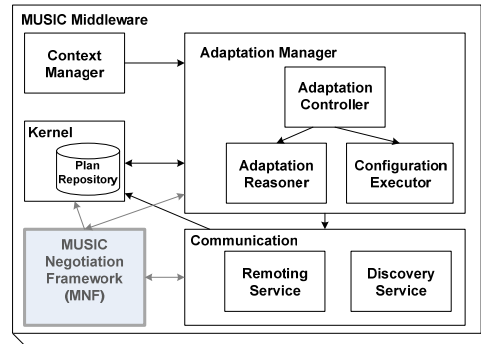 MUSIC Middleware
Context
Manager
Adaptation Manager
Adaptation
Controller
Kernel
Plan
Repository
Adaptation
Reasoner
Configuration
Executor
MUSIC
Negotiation
Framework
(MNF)
Communication
Remoting
Service
Discovery
Service